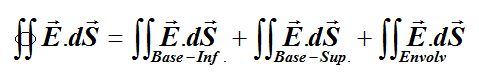 ∯ E⃗.dS⃗ = ∬_{Base−Inf .} E⃗.dS⃗ + ∬_{Base−Sup.} E⃗.dS⃗ + ∬_{Envolv} E⃗.dS⃗